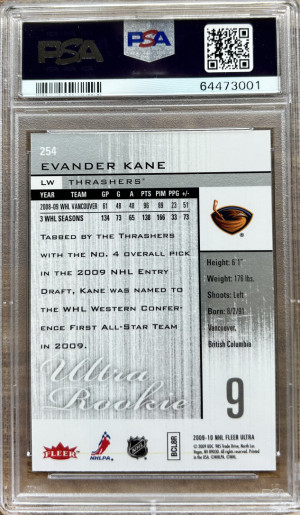 PSA
PSA
64473001
254
EVANDER KANE
LW THRASHERS
YEAR TEAM GP G A PTS PIM PPG +/-
2008-09 WHL VANCOUVER 61 48 48 96 89 23 51
3 WHL SEASONS 134 73 65 138 166 33 73
TABBED BY THE THRASHERS
WITH THE NO. 4 OVERALL PICK
IN THE 2009 NHL ENTRY
DRAFT, KANE WAS NAMED TO
THE WHL WESTERN CONFER-
ENCE FIRST ALL-STAR TEAM
IN 2009.
Height: 6'1"
Weight: 176 lbs.
Shoots: Left
Born: 8/2/91
Vancouver,
British Columbia
Ultra
Rookie
9
FLEER
NHLPA
NHL
BCL8R
2009-10 NHL FLEER ULTRA